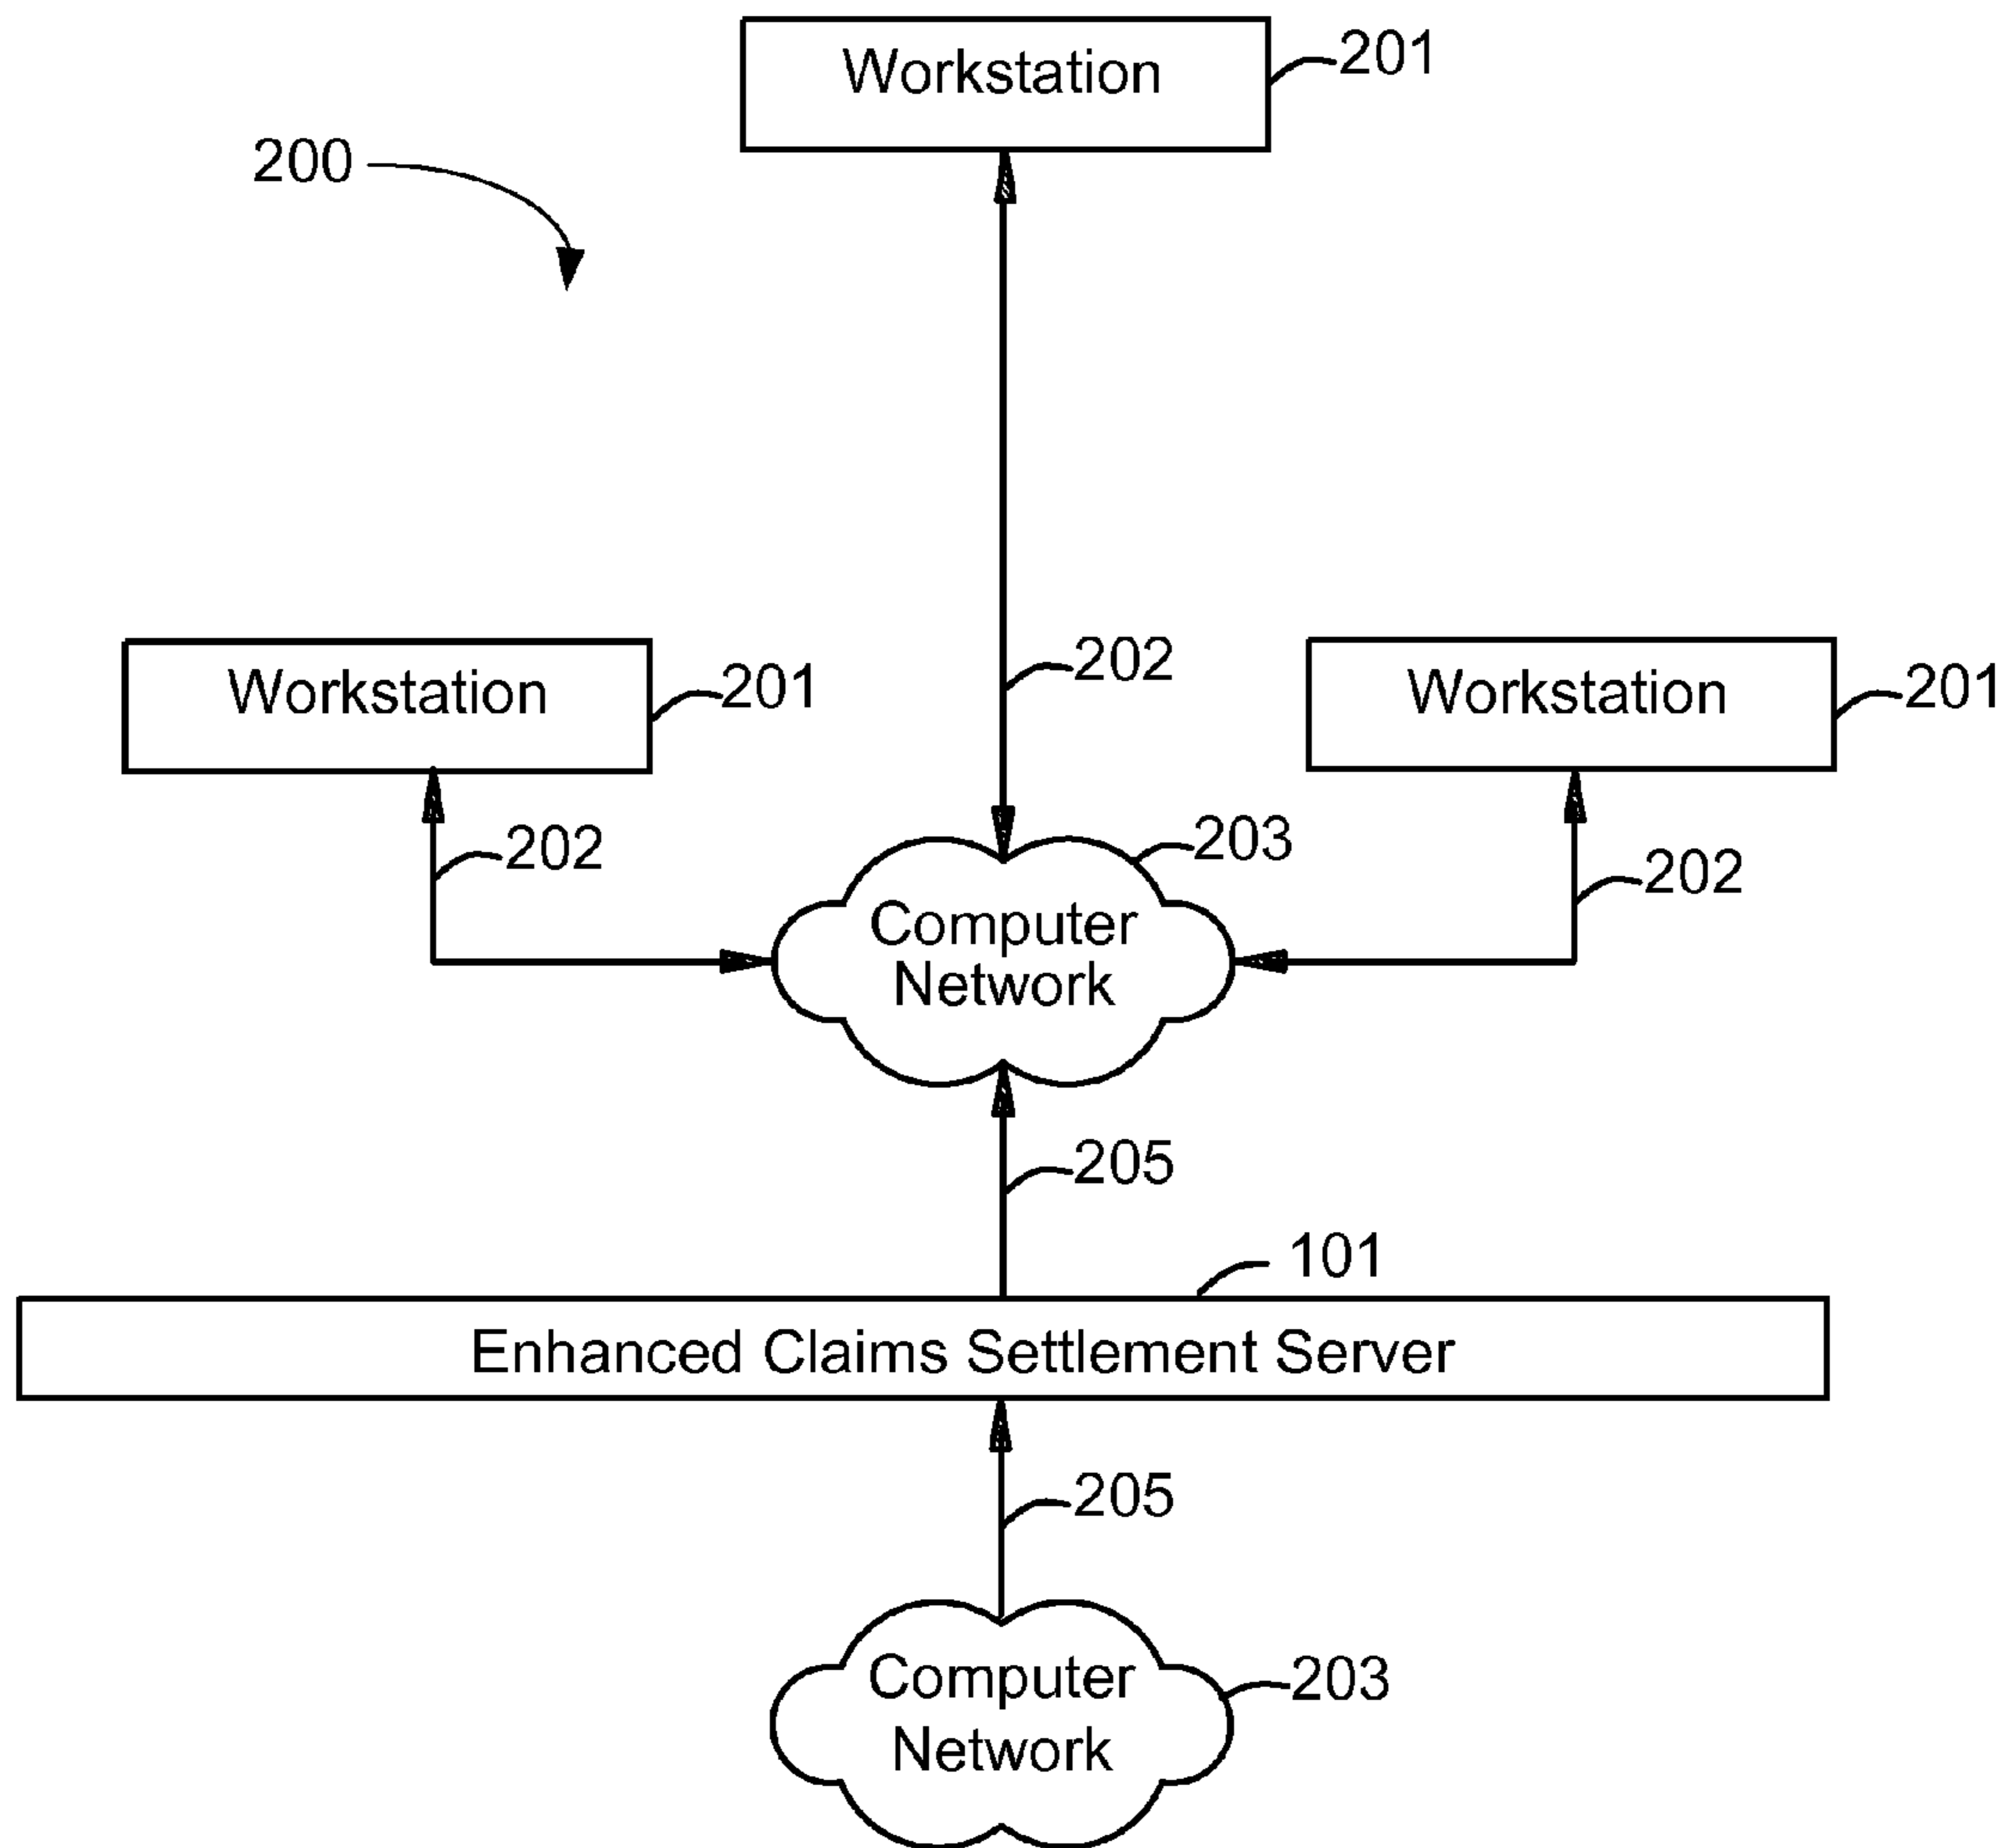 Workstation
201
200
202
Workstation
201
Workstation
201
202
203
202
Computer
Network
205
101
Enhanced Claims Settlement Server
205
Computer
Network
203